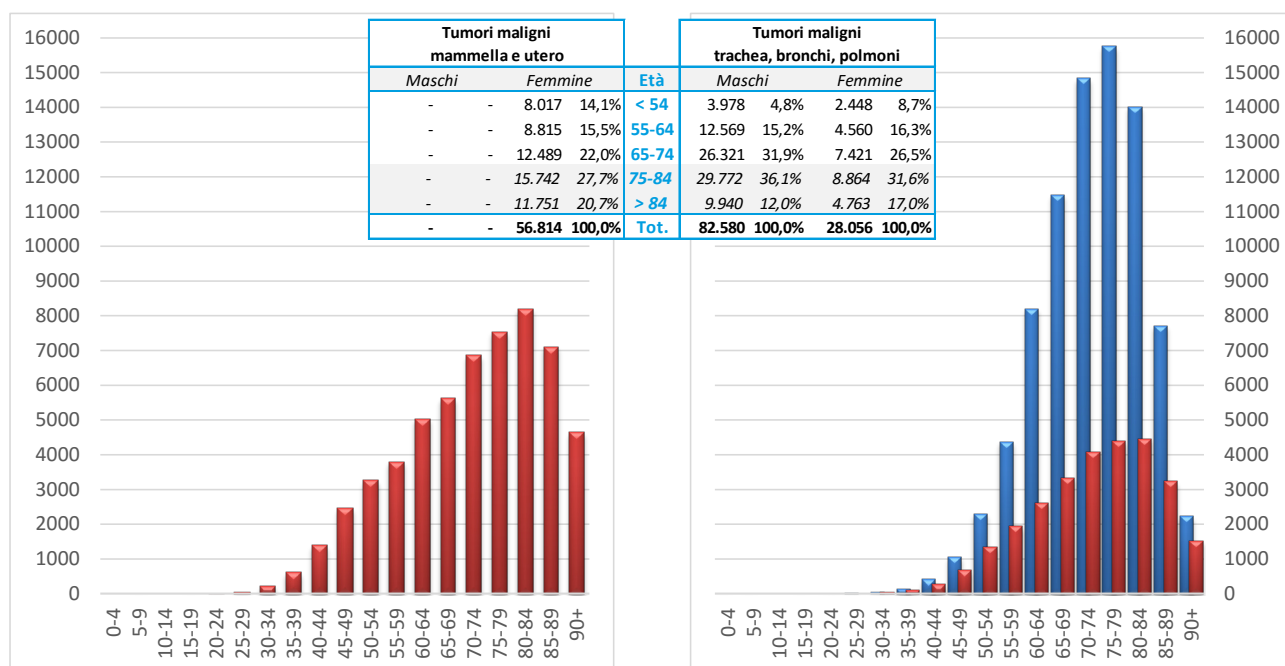 16000
15000
14000
13000
12000
11000
10000
9000
8000
7000
6000
5000
4000
3000
2000
1000
0
0-4 5-9 10-14 15-19 20-24 25-29 30-34 35-39 40-44 45-49 50-54 55-59 60-64 65-69 70-74 75-79 80-84 85-89 90+
Tumori maligni
mammella e utero
Tumori maligni
trachea, bronchi, polmoni
Maschi Femmine Età Maschi Femmine
- - 8.017 14,1% < 54 3.978 4,8% 2.448 8,7%
- - 8.815 15,5% 55-64 12.569 15,2% 4.560 16,3%
- - 12.489 22,0% 65-74 26.321 31,9% 7.421 26,5%
- - 15.742 27,7% 75-84 29.772 36,1% 8.864 31,6%
- - 11.751 20,7% > 84 9.940 12,0% 4.763 17,0%
- - 56.814 100,0% Tot. 82.580 100,0% 28.056 100,0%
16000
15000
14000
13000
12000
11000
10000
9000
8000
7000
6000
5000
4000
3000
2000
1000
0
0-4 5-9 10-14 15-19 20-24 25-29 30-34 35-39 40-44 45-49 50-54 55-59 60-64 65-69 70-74 75-79 80-84 85-89 90+